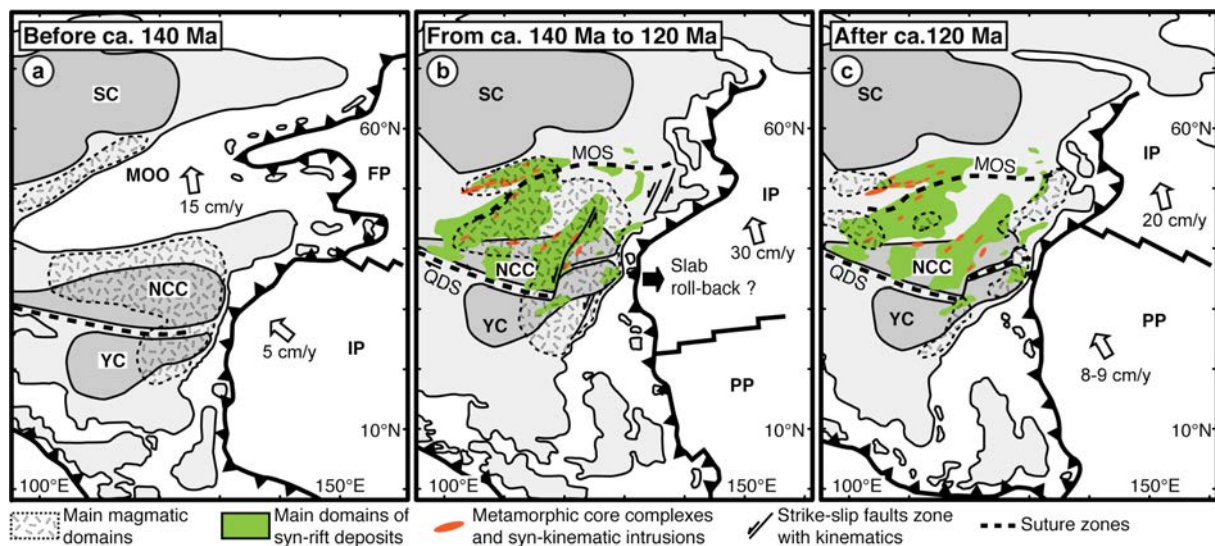 Before ca. 140 Ma
a
SC
60°N
MOO
FP
15 cm/y
NCC
YC
5 cm/y
IP
10°N
100°E
150°E
From ca. 140 Ma to 120 Ma
b
SC
60°N
MOS
IP
30 cm/y
NCC
QDS
Slab
roll-back ?
YC
PP
10°N
100°E
150°E
After ca.120 Ma
c
SC
60°N
MOS
IP
20 cm/y
NCC
QDS
YC
PP
8-9 cm/y
10°N
100°E
150°E
Main magmatic
domains
Main domains of
syn-rift deposits
Metamorphic core complexes
and syn-kinematic intrusions
Strike-slip faults zone
with kinematics
Suture zones